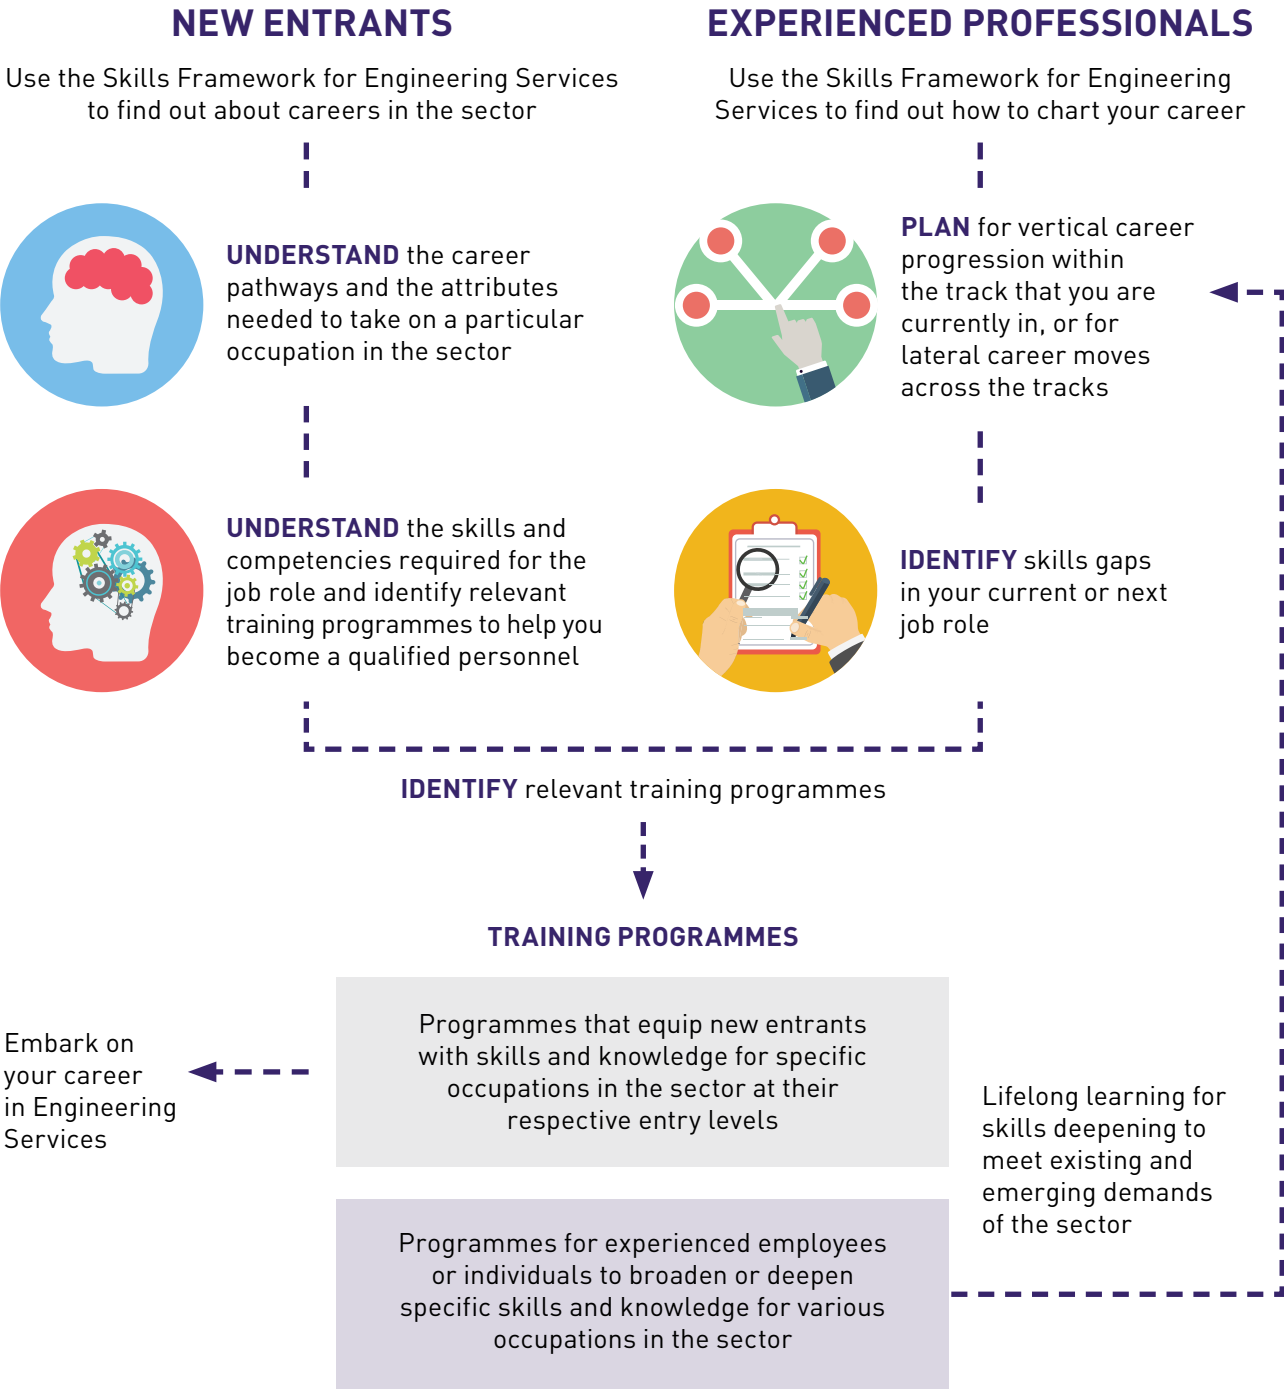 NEW ENTRANTS
Use the Skills Framework for Engineering Services
to find out about careers in the sector
UNDERSTAND the career
pathways and the attributes
needed to take on a particular
occupation in the sector
UNDERSTAND the skills and
competencies required for the
job role and identify relevant
training programmes to help you
become a qualified personnel
EXPERIENCED PROFESSIONALS
Use the Skills Framework for Engineering
Services to find out how to chart your career
PLAN for vertical career
progression within
the track that you are
currently in, or for
lateral career moves
across the tracks
IDENTIFY skills gaps
in your current or next
job role
IDENTIFY relevant training programmes
TRAINING PROGRAMMES
Programmes that equip new entrants
with skills and knowledge for specific
occupations in the sector at their
respective entry levels
Embark on
your career
in Engineering
Services
Programmes for experienced employees
or individuals to broaden or deepen
specific skills and knowledge for various
occupations in the sector
Lifelong learning for
skills deepening to
meet existing and
emerging demands
of the sector